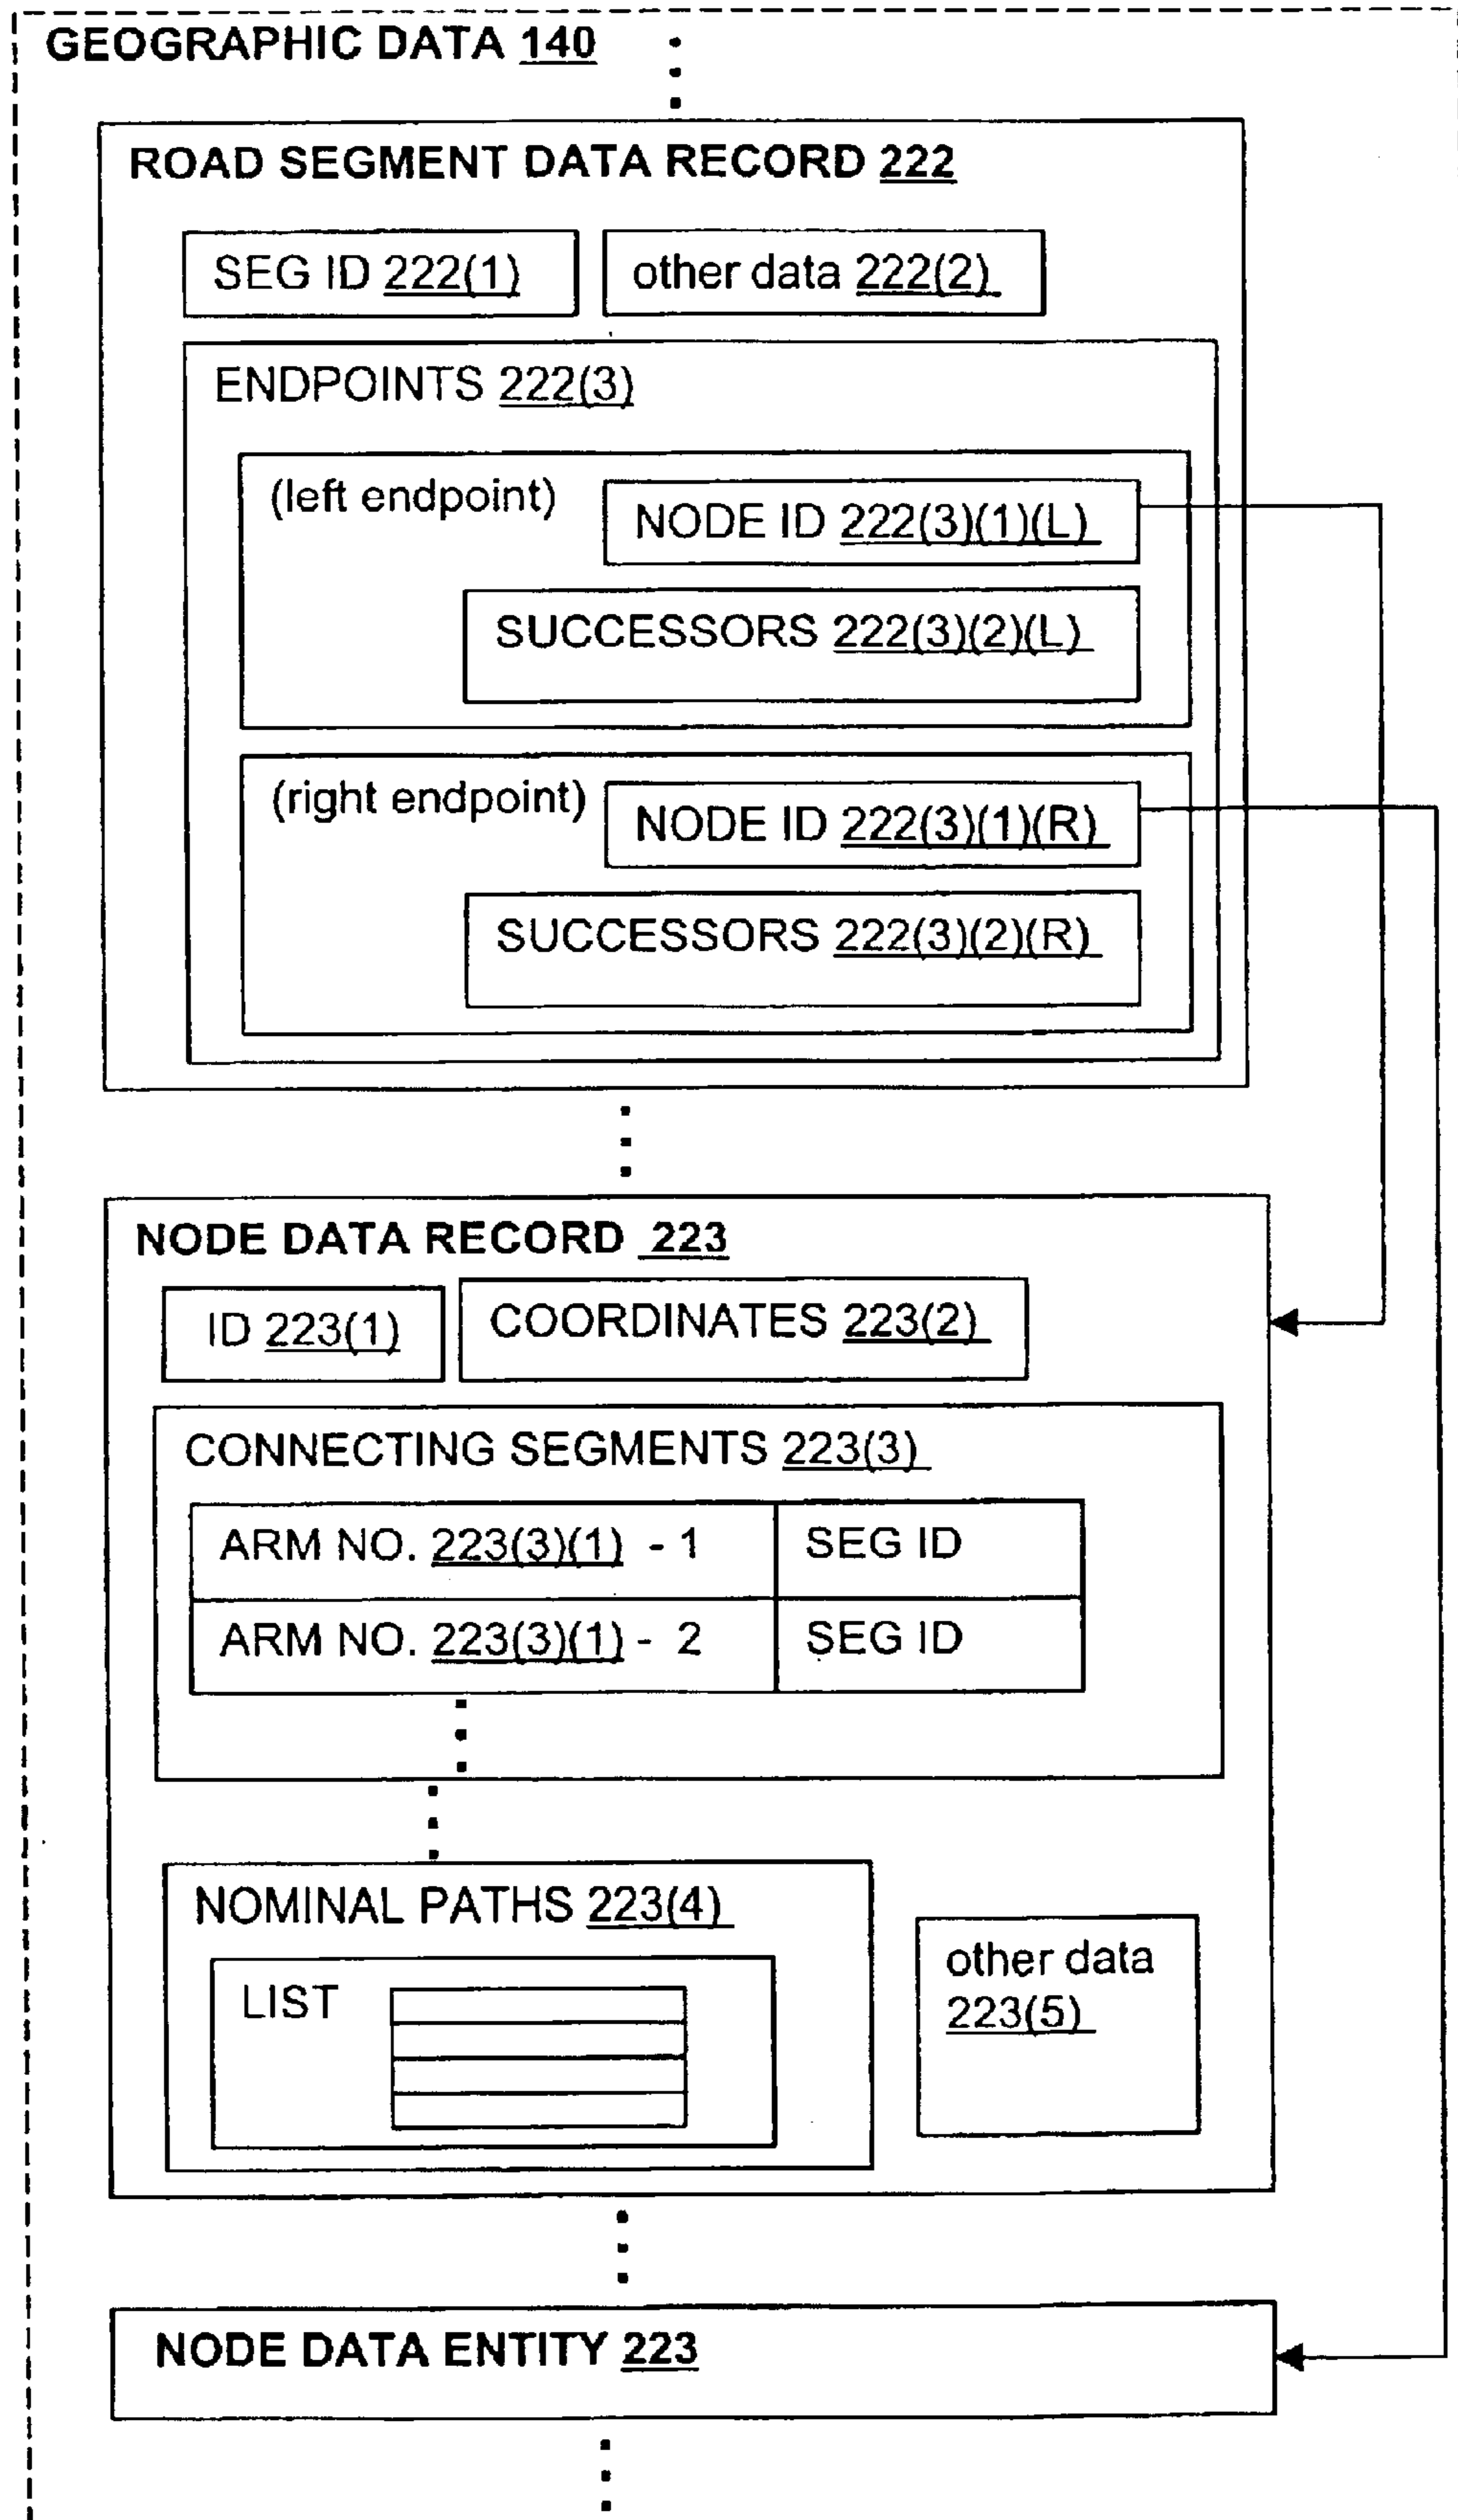 GEOGRAPHIC DATA 140
ROAD SEGMENT DATA RECORD 222
SEG ID 222(1)
other data 222(2)
ENDPOINTS 222(3)
(left endpoint)
NODE ID 222(3)(1)(L)
SUCCESSORS 222(3)(2)(L)
(right endpoint)
NODE ID 222(3)(1)(R)
SUCCESSORS 222(3)(2)(R)
NODE DATA RECORD 223
ID 223(1)
COORDINATES 223(2)
CONNECTING SEGMENTS 223(3)
ARM NO. 223(3)(1) - 1
SEG ID
ARM NO. 223(3)(1) - 2
SEG ID
NOMINAL PATHS 223(4)
LIST
other data
223(5)
NODE DATA ENTITY 223